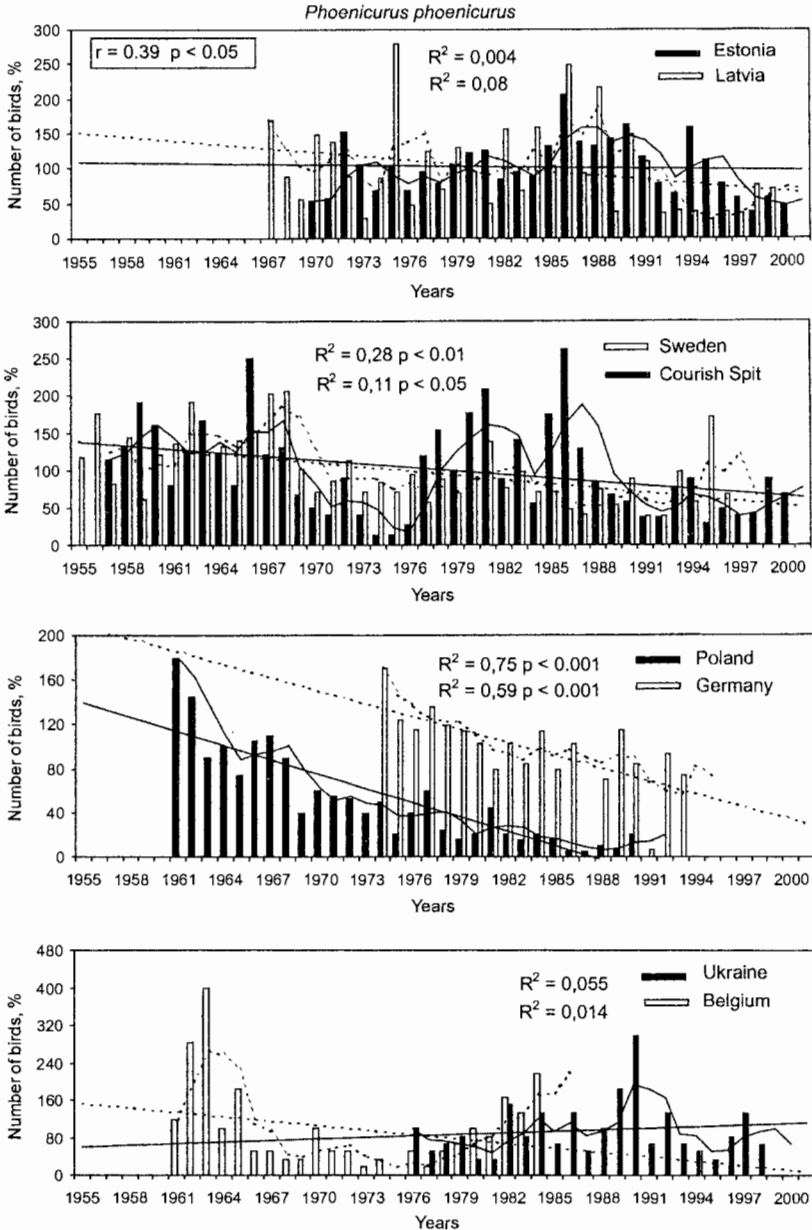 Phoenicurus phoenicurus
Number of birds, %
300
250
200
150
100
50
0
r = 0.39 p < 0.05
R² = 0,004
R² = 0,08
Estonia
Latvia
1955 1958 1961 1964 1967 1970 1973 1976 1979 1982 1985 1988 1991 1994 1997 2000
Years
Number of birds, %
300
250
200
150
100
50
0
R² = 0,28 p < 0.01
R² = 0,11 p < 0.05
Sweden
Courish Spit
1955 1958 1961 1964 1967 1970 1973 1976 1979 1982 1985 1988 1991 1994 1997 2000
Years
Number of birds, %
200
160
120
80
40
0
R² = 0,75 p < 0.001
R² = 0,59 p < 0.001
Poland
Germany
1955 1958 1961 1964 1967 1970 1973 1976 1979 1982 1985 1988 1991 1994 1997 2000
Years
Number of birds, %
480
400
320
240
160
80
0
R² = 0,055
R² = 0,014
Ukraine
Belgium
1955 1958 1961 1964 1967 1970 1973 1976 1979 1982 1985 1988 1991 1994 1997 2000
Years